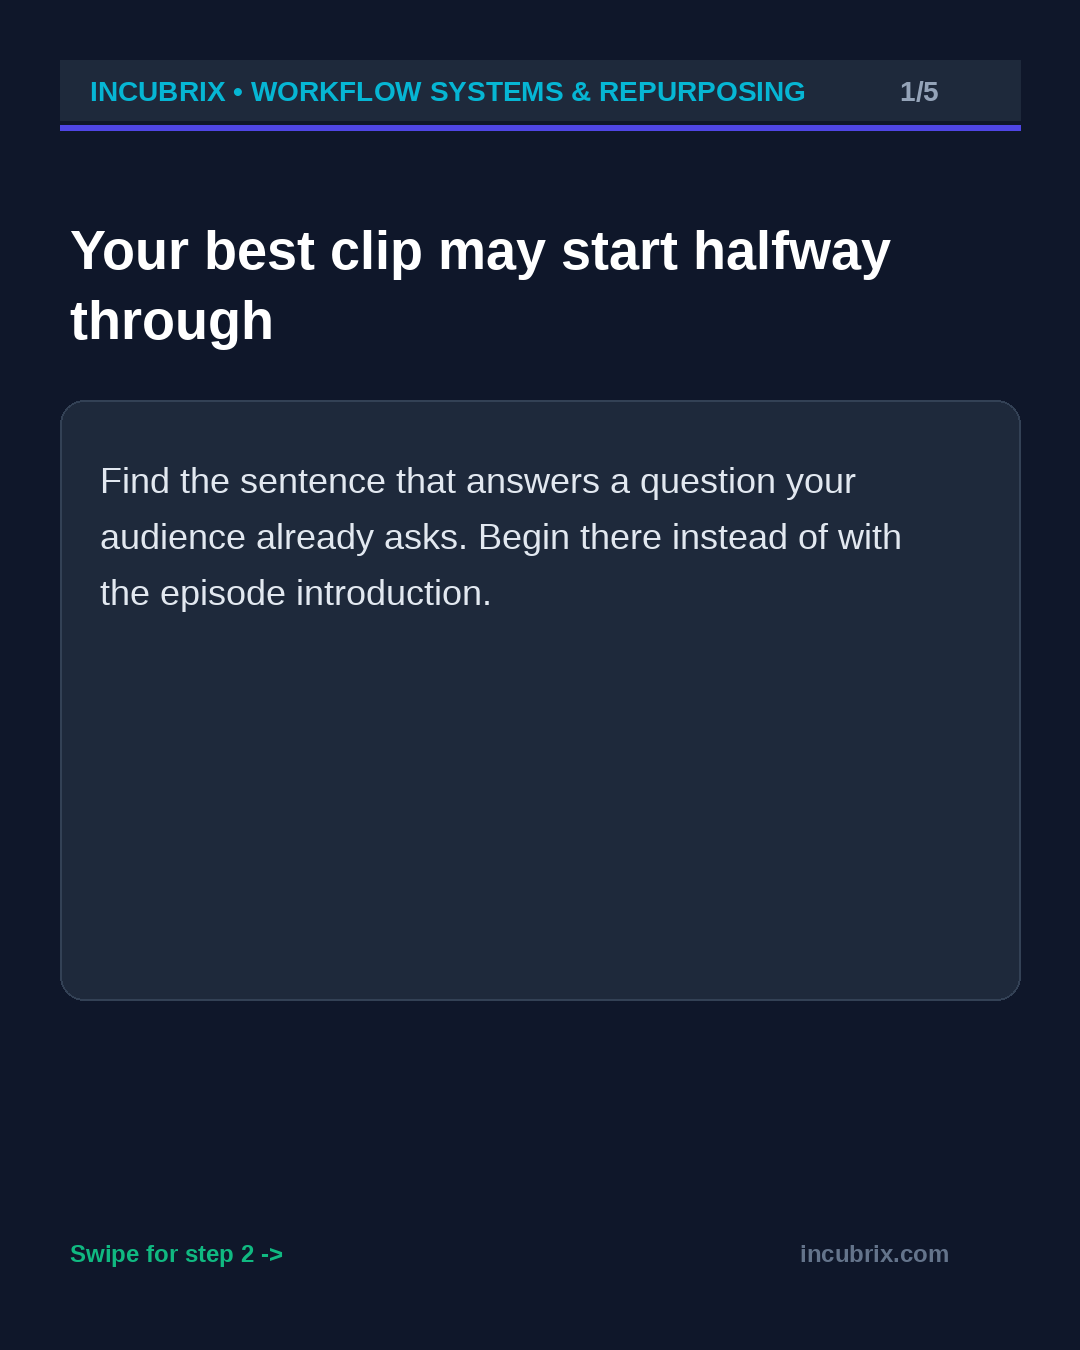 INCUBRIX • WORKFLOW SYSTEMS & REPURPOSING 1/5
Your best clip may start halfway
through
Find the sentence that answers a question your
audience already asks. Begin there instead of with
the episode introduction.
Swipe for step 2 -> incubrix.com